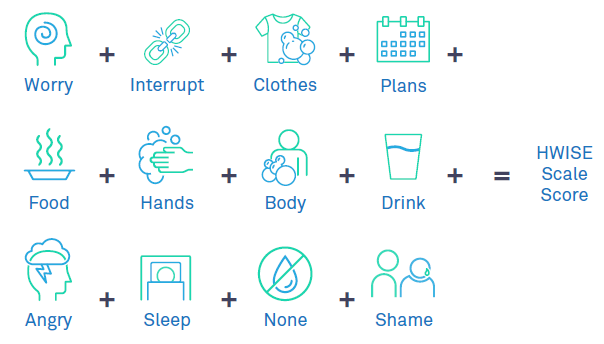 + + + +
Worry Interrupt Clothes Plans
+ + + + = HWISE
Scale
Score
Food Hands Body Drink
+ + +
Angry Sleep None Shame